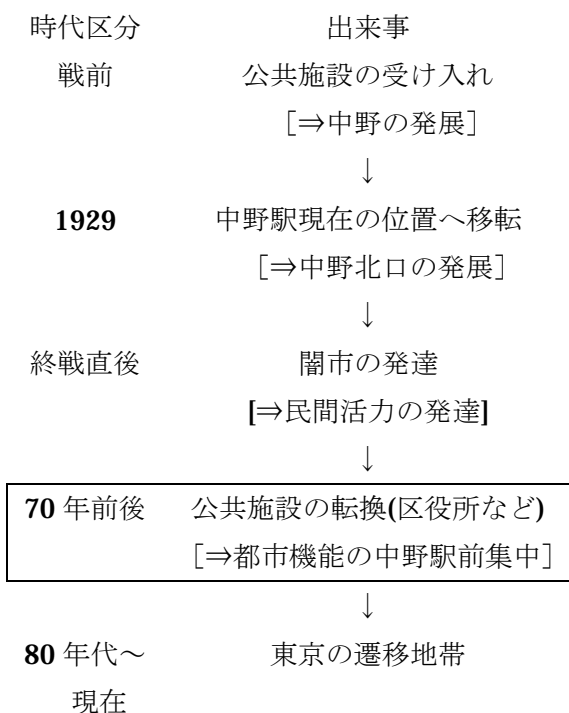 時代区分 出来事
戦前 公共施設の受け入れ
［⇒中野の発展］
↓
1929 中野駅現在の位置へ移転
［⇒中野北口の発展］
↓
終戦直後 闇市の発達
[⇒民間活力の発達]
↓
70 年前後 公共施設の転換(区役所など)
［⇒都市機能の中野駅前集中］
↓
80 年代～ 東京の遷移地帯
現在